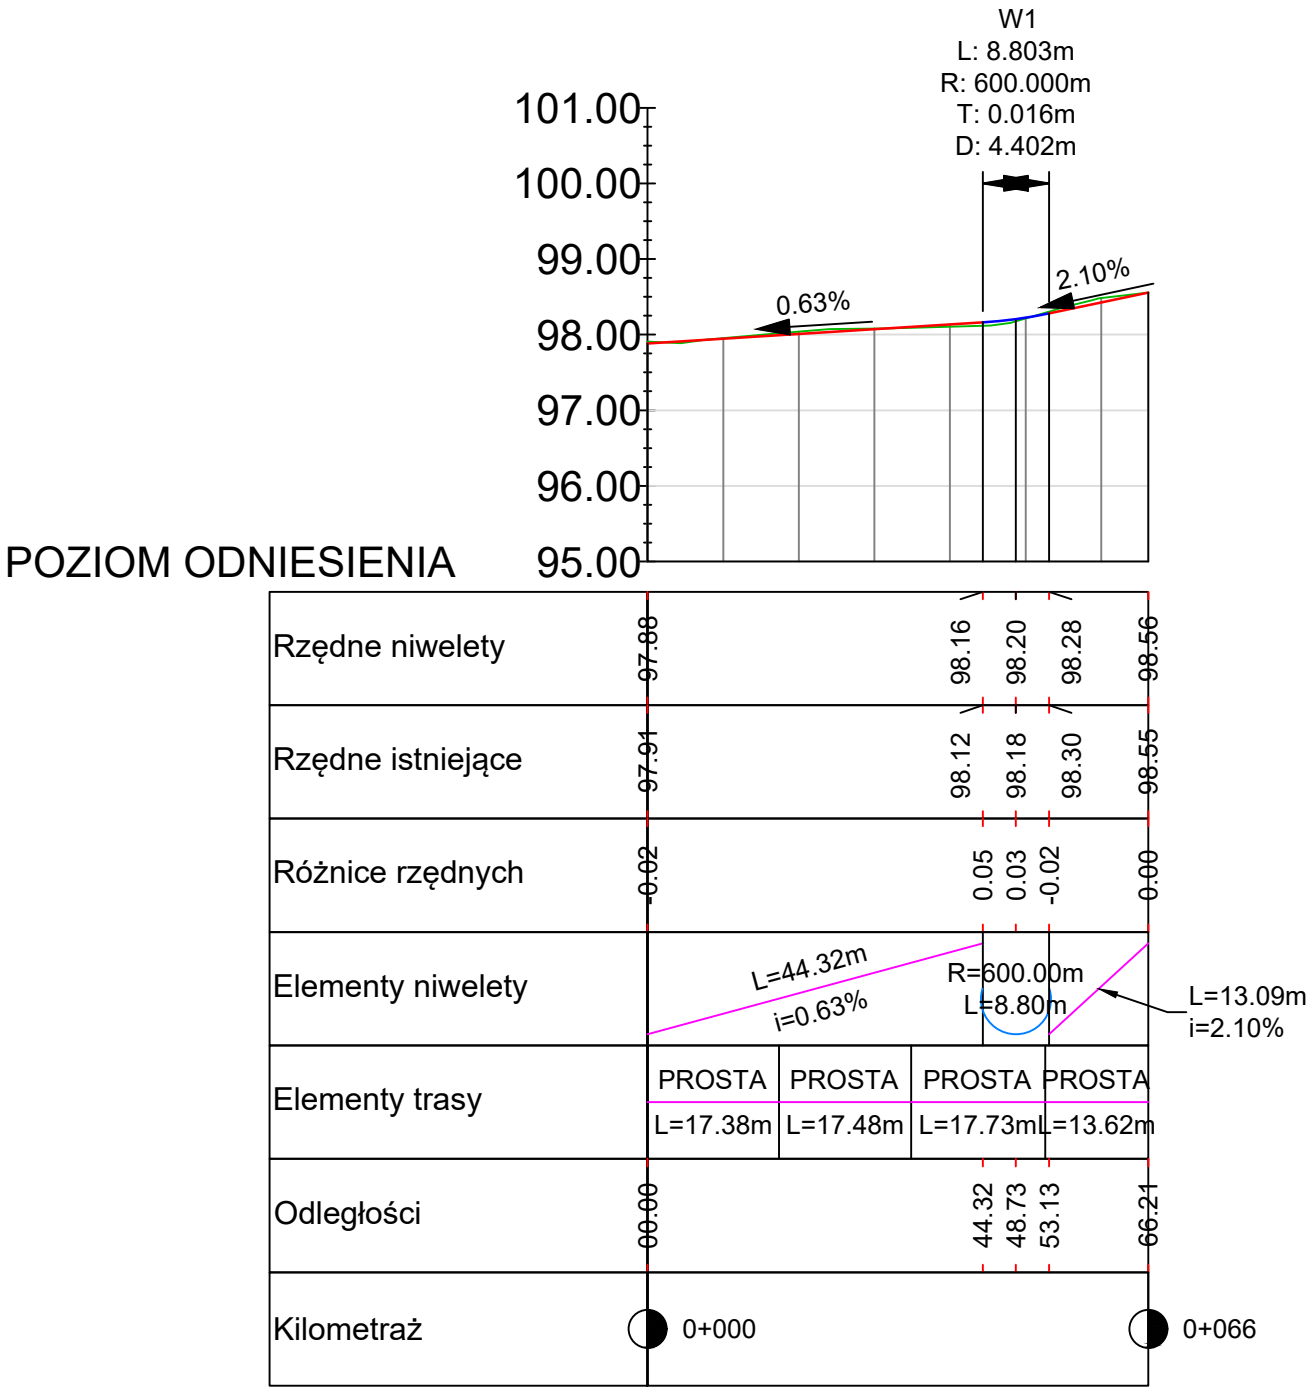 W1
L: 8.803m
R: 600.000m
T: 0.016m
D: 4.402m
101.00
100.00
99.00
98.00
97.00
96.00
POZIOM ODNIESIENIA 95.00
0.63%
2.10%
Rzędne niwelety 97.88 98.16 98.20 98.28 98.56
Rzędne istniejące 97.91 98.12 98.18 98.30 98.55
Różnice rzędnych -0.02 0.05 0.03 -0.02 0.00
Elementy niwelety
L=44.32m
i=0.63%
R=600.00m
L=8.80m
L=13.09m
i=2.10%
Elementy trasy
PROSTA PROSTA PROSTA PROSTA
L=17.38m L=17.48m L=17.73m L=13.62m
Odległości 00.00 44.32 48.73 53.13 66.21
Kilometraż 0+000 0+066